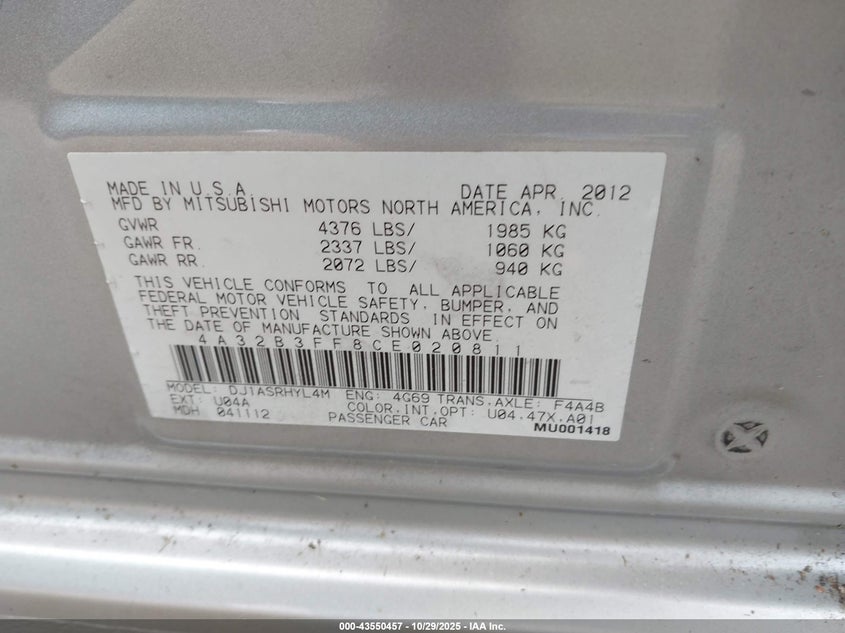 MADE IN U.S.A. DATE APR. 2012
MFD BY MITSUBISHI MOTORS NORTH AMERICA, INC.
GVWR 4376 LBS/ 1985 KG
GAWR FR. 2337 LBS/ 1060 KG
GAWR RR. 2072 LBS/ 940 KG
THIS VEHICLE CONFORMS TO ALL APPLICABLE
FEDERAL MOTOR VEHICLE SAFETY, BUMPER, AND
THEFT PREVENTION STANDARDS IN EFFECT ON
THE DATE OF MANUFACTURE SHOWN ABOVE.
4A32B3FF8CE020811
MODEL: DJ1ASRHYL4M ENG: 4G69 TRANS.AXLE: F4A4B
EXT: U04A COLOR.INT.OPT: U04.47X.A01
MDH 041112 PASSENGER CAR
MU001418
000-43550457 - 10/29/2025 - IAA Inc.